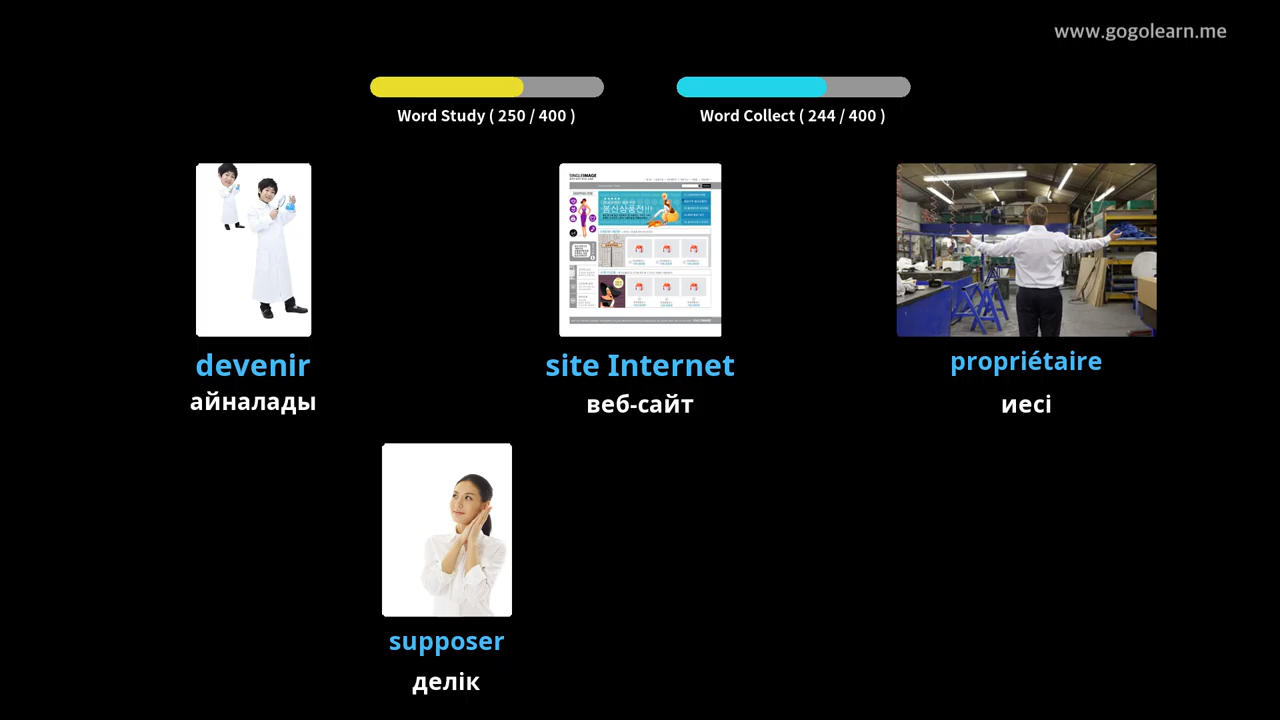 www.gogolearn.me
Word Study ( 250 / 400 )
Word Collect ( 244 / 400 )
devenir
айналады
site Internet
веб-сайт
propriétaire
иесі
supposer
делік